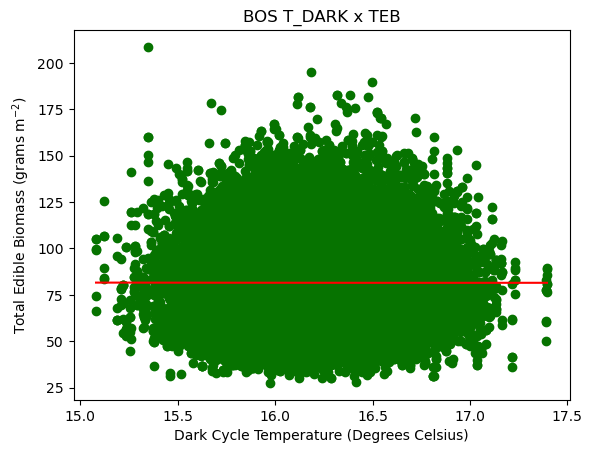 BOS T_DARK x TEB
Total Edible Biomass (grams m⁻²)
200
175
150
125
100
75
50
25
15.0 15.5 16.0 16.5 17.0 17.5
Dark Cycle Temperature (Degrees Celsius)